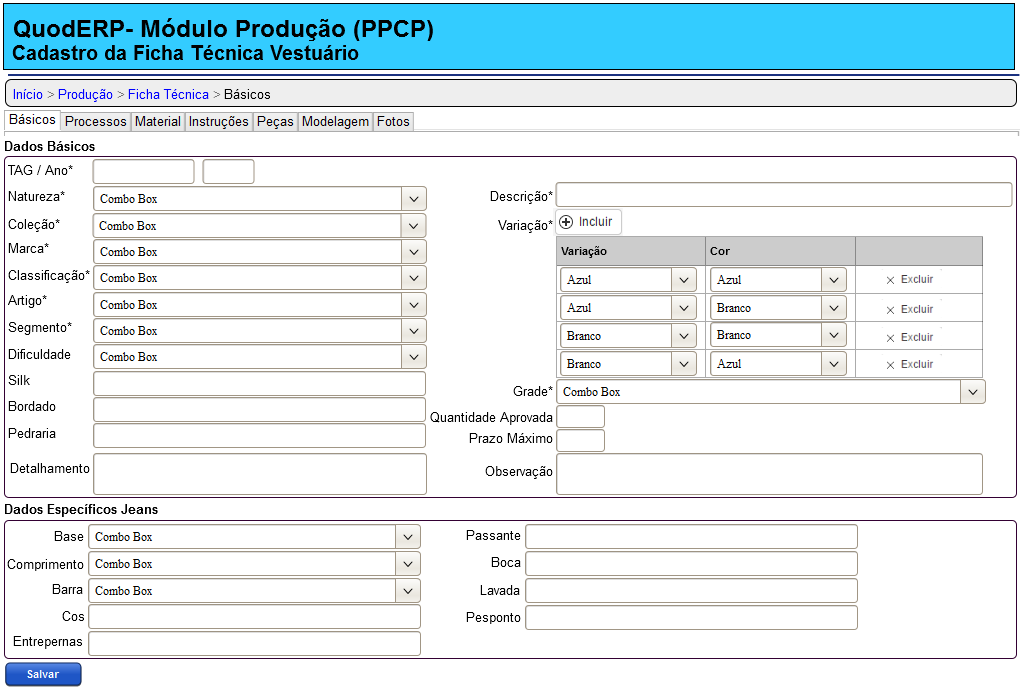 QuodERP- Módulo Produção (PPCP)
Cadastro da Ficha Técnica Vestuário
Início > Produção > Ficha Técnica > Básicos
Básicos Processos Material Instruções Peças Modelagem Fotos
Dados Básicos
TAG / Ano*
Natureza* Combo Box
Coleção* Combo Box
Marca* Combo Box
Classificação* Combo Box
Artigo* Combo Box
Segmento* Combo Box
Dificuldade Combo Box
Silk
Bordado
Pedraria
Detalhamento
Descrição*
Variação* Incluir
Variação Cor
Azul Azul Excluir
Azul Branco Excluir
Branco Branco Excluir
Branco Azul Excluir
Grade* Combo Box
Quantidade Aprovada
Prazo Máximo
Observação
Dados Específicos Jeans
Base Combo Box
Comprimento Combo Box
Barra Combo Box
Cos
Entrepernas
Passante
Boca
Lavada
Pesponto
Salvar